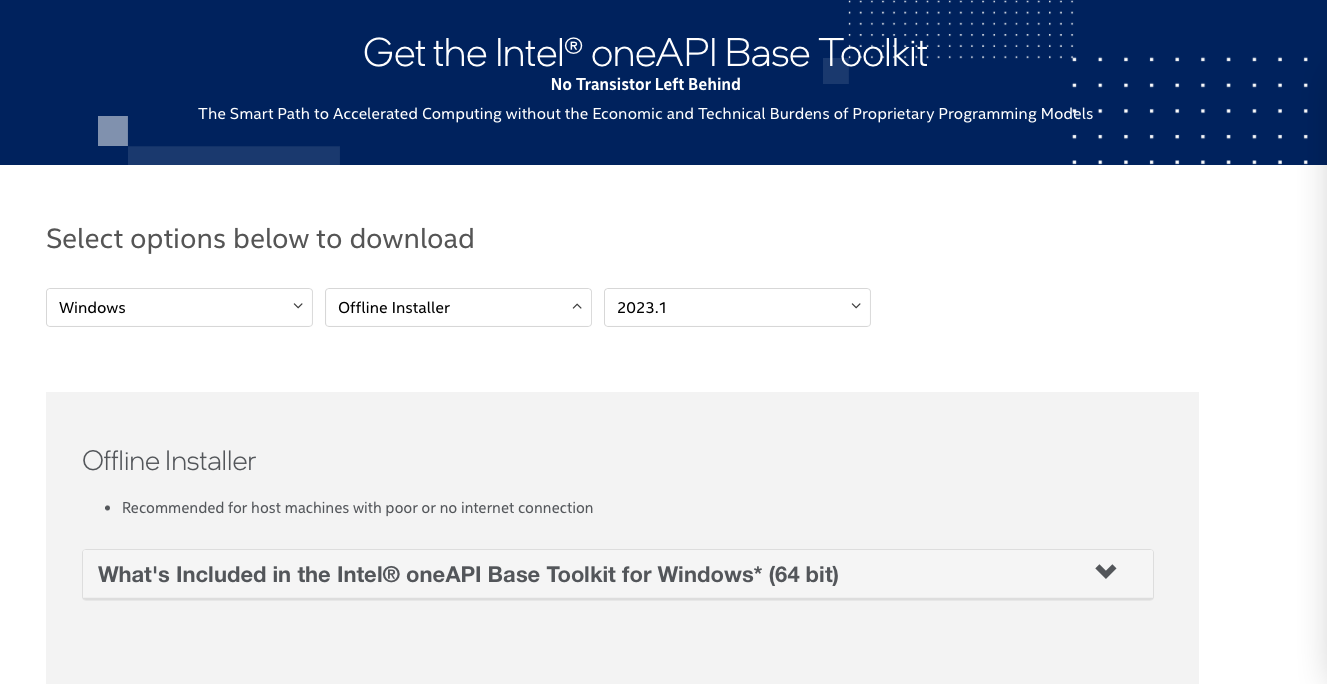 Get the Intel® oneAPI Base Toolkit
No Transistor Left Behind
The Smart Path to Accelerated Computing without the Economic and Technical Burdens of Proprietary Programming Models
Select options below to download
Windows
Offline Installer
2023.1
Offline Installer
• Recommended for host machines with poor or no internet connection
What's Included in the Intel® oneAPI Base Toolkit for Windows* (64 bit)